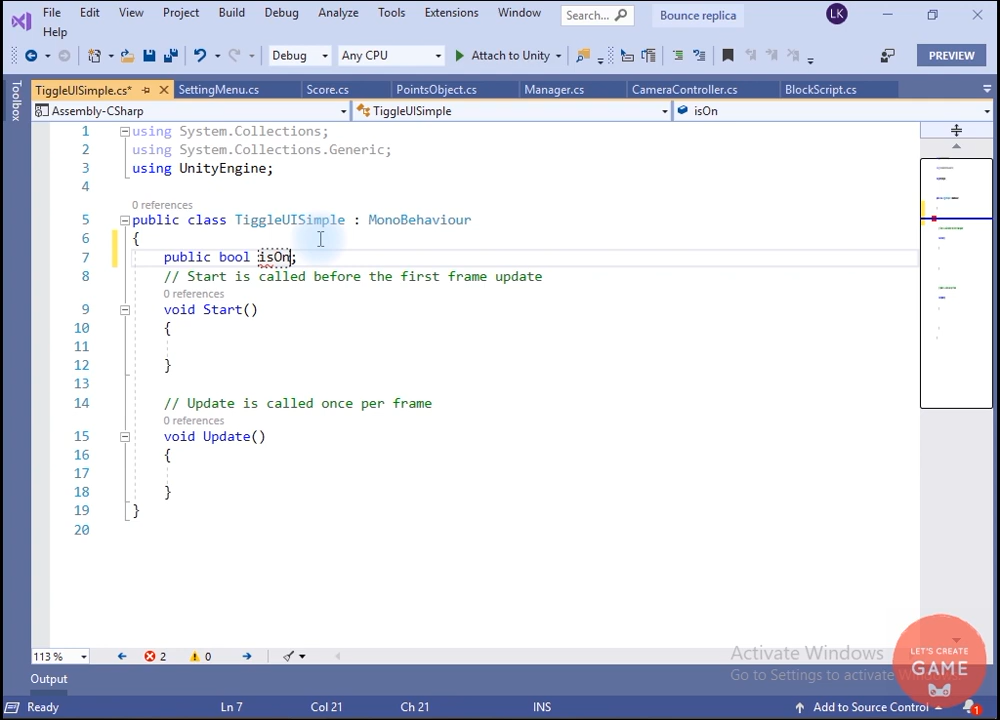 File Edit View Project Build Debug Analyze Tools Extensions Window Search... Bounce replica LK
Help
Debug Any CPU Attach to Unity PREVIEW
Toolbox
TiggleUISimple.cs* SettingMenu.cs Score.cs PointsObject.cs Manager.cs CameraController.cs BlockScript.cs
Assembly-CSharp TiggleUISimple isOn
1 using System.Collections;
2 using System.Collections.Generic;
3 using UnityEngine;
4
0 references
5 public class TiggleUISimple : MonoBehaviour
6 {
7 public bool isOn;
8 // Start is called before the first frame update
0 references
9 void Start()
10 {
11
12 }
13
14 // Update is called once per frame
0 references
15 void Update()
16 {
17
18 }
19 }
20
113 % 2 0
Activate Windows
Go to Settings to activate
LET'S CREATE
GAME
Output
Ready Ln 7 Col 21 Ch 21 INS Add to Source Control 1